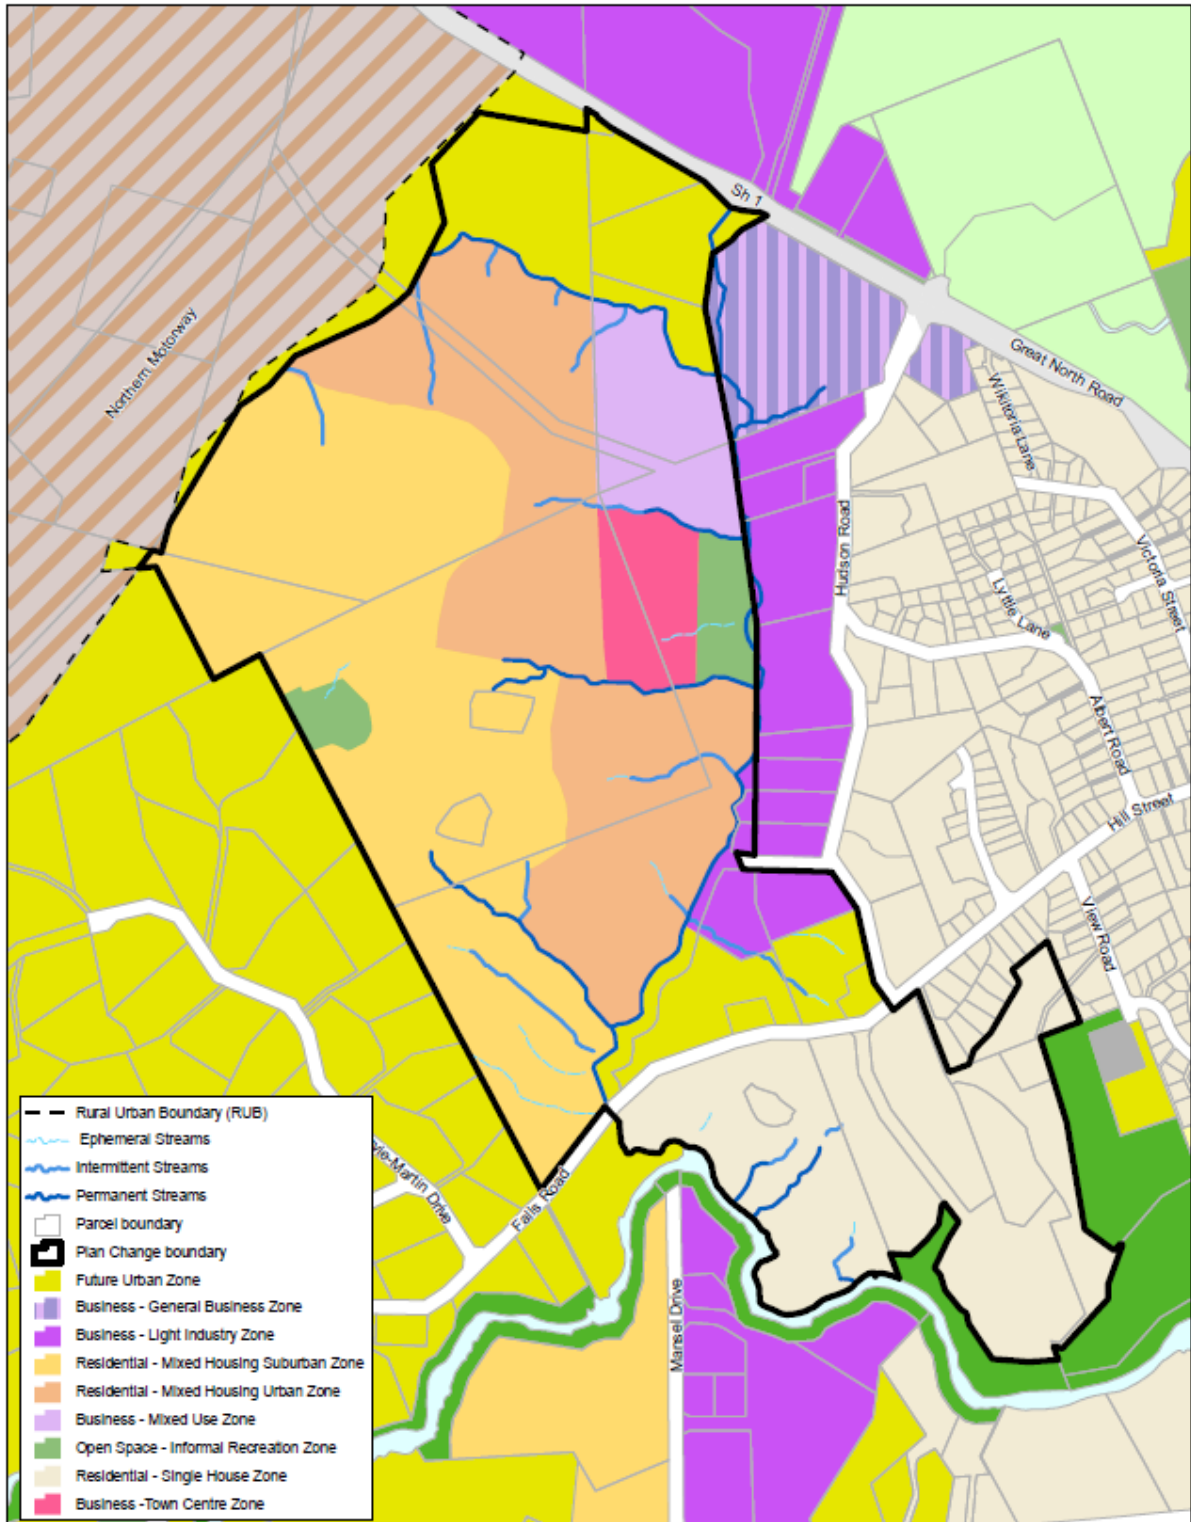 Sh 1
Northern Motorway
Great North Road
Wikitoria Lane
Hudson Road
Victoria Street
Lyttle Lane
Albert Road
Hill Street
View Road
vie-Martin Drive
Falls Road
Mansel Drive
Rural Urban Boundary (RUB)
Ephemeral Streams
Intermittent Streams
Permanent Streams
Parcel boundary
Plan Change boundary
Future Urban Zone
Business - General Business Zone
Business - Light Industry Zone
Residential - Mixed Housing Suburban Zone
Residential - Mixed Housing Urban Zone
Business - Mixed Use Zone
Open Space - Informal Recreation Zone
Residential - Single House Zone
Business -Town Centre Zone